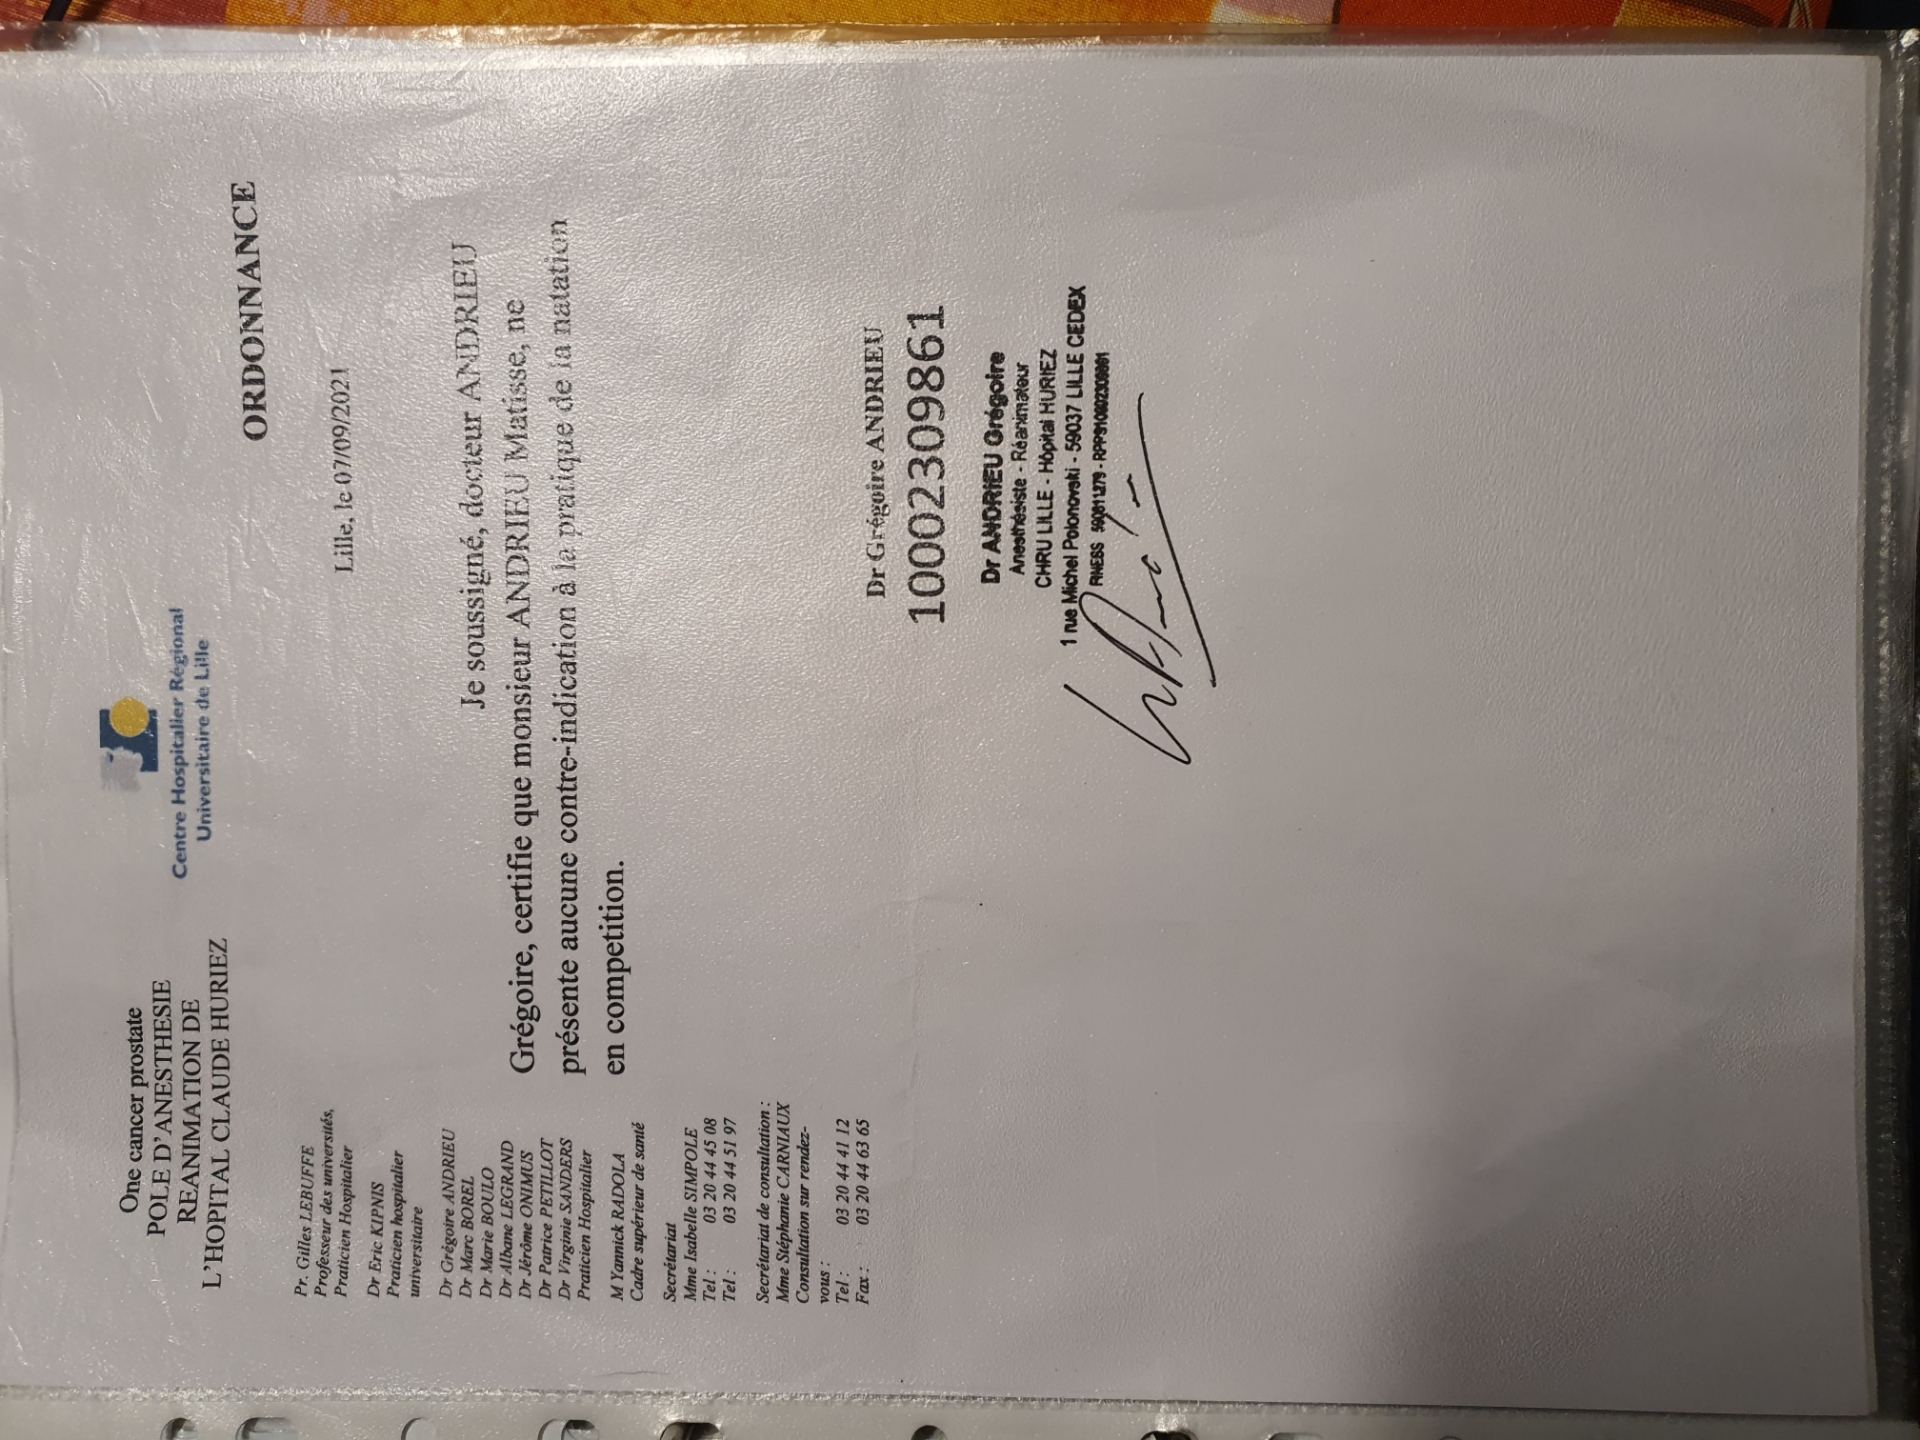 One cancer prostate
POLE D'ANESTHESIE
REANIMATION DE
L'HOPITAL CLAUDE HURIEZ
Centre Hospitalier Régional
Universitaire de Lille
ORDONNANCE
Pr. Gilles LEBUFFE
Professeur des universités,
Praticien Hospitalier
Dr Eric KIPNIS
Praticien hospitalier
universitaire
Dr Grégoire ANDRIEU
Dr Marc BOREL
Dr Marie BOULO
Dr Albane LEGRAND
Dr Jérôme ONIMUS
Dr Patrice PETILLOT
Dr Virginie SANDERS
Praticien Hospitalier
M Yannick RADOLA
Cadre supérieur de santé
Secrétariat
Mme Isabelle SIMPOLE
Tel : 03 20 44 45 08
Tel : 03 20 44 51 97
Secrétariat de consultation :
Mme Stéphanie CARNIAUX
Consultation sur rendez-
vous :
Tel : 03 20 44 41 12
Fax : 03 20 44 63 65
Lille, le 07/09/2021
Je soussigné, docteur ANDRIEU
Grégoire, certifie que monsieur ANDRIEU Matisse, ne
présente aucune contre-indication à la pratique de la natation
en competition.
Dr Grégoire ANDRIEU
10002309861
Dr ANDRIEU Grégoire
Anesthésiste - Réanimateur
CHRU LILLE - Hôpital HURIEZ
1 rue Michel Polonovski - 59037 LILLE CEDEX